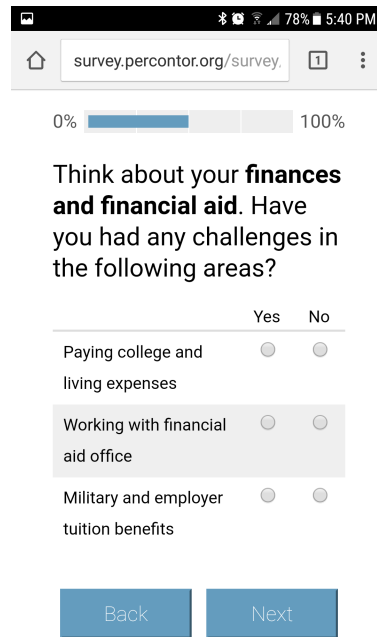 78% 5:40 PM
survey.percontor.org/survey.
1
0% 100%
Think about your finances
and financial aid. Have
you had any challenges in
the following areas?
Yes No
Paying college and
living expenses
Working with financial
aid office
Military and employer
tuition benefits
Back Next